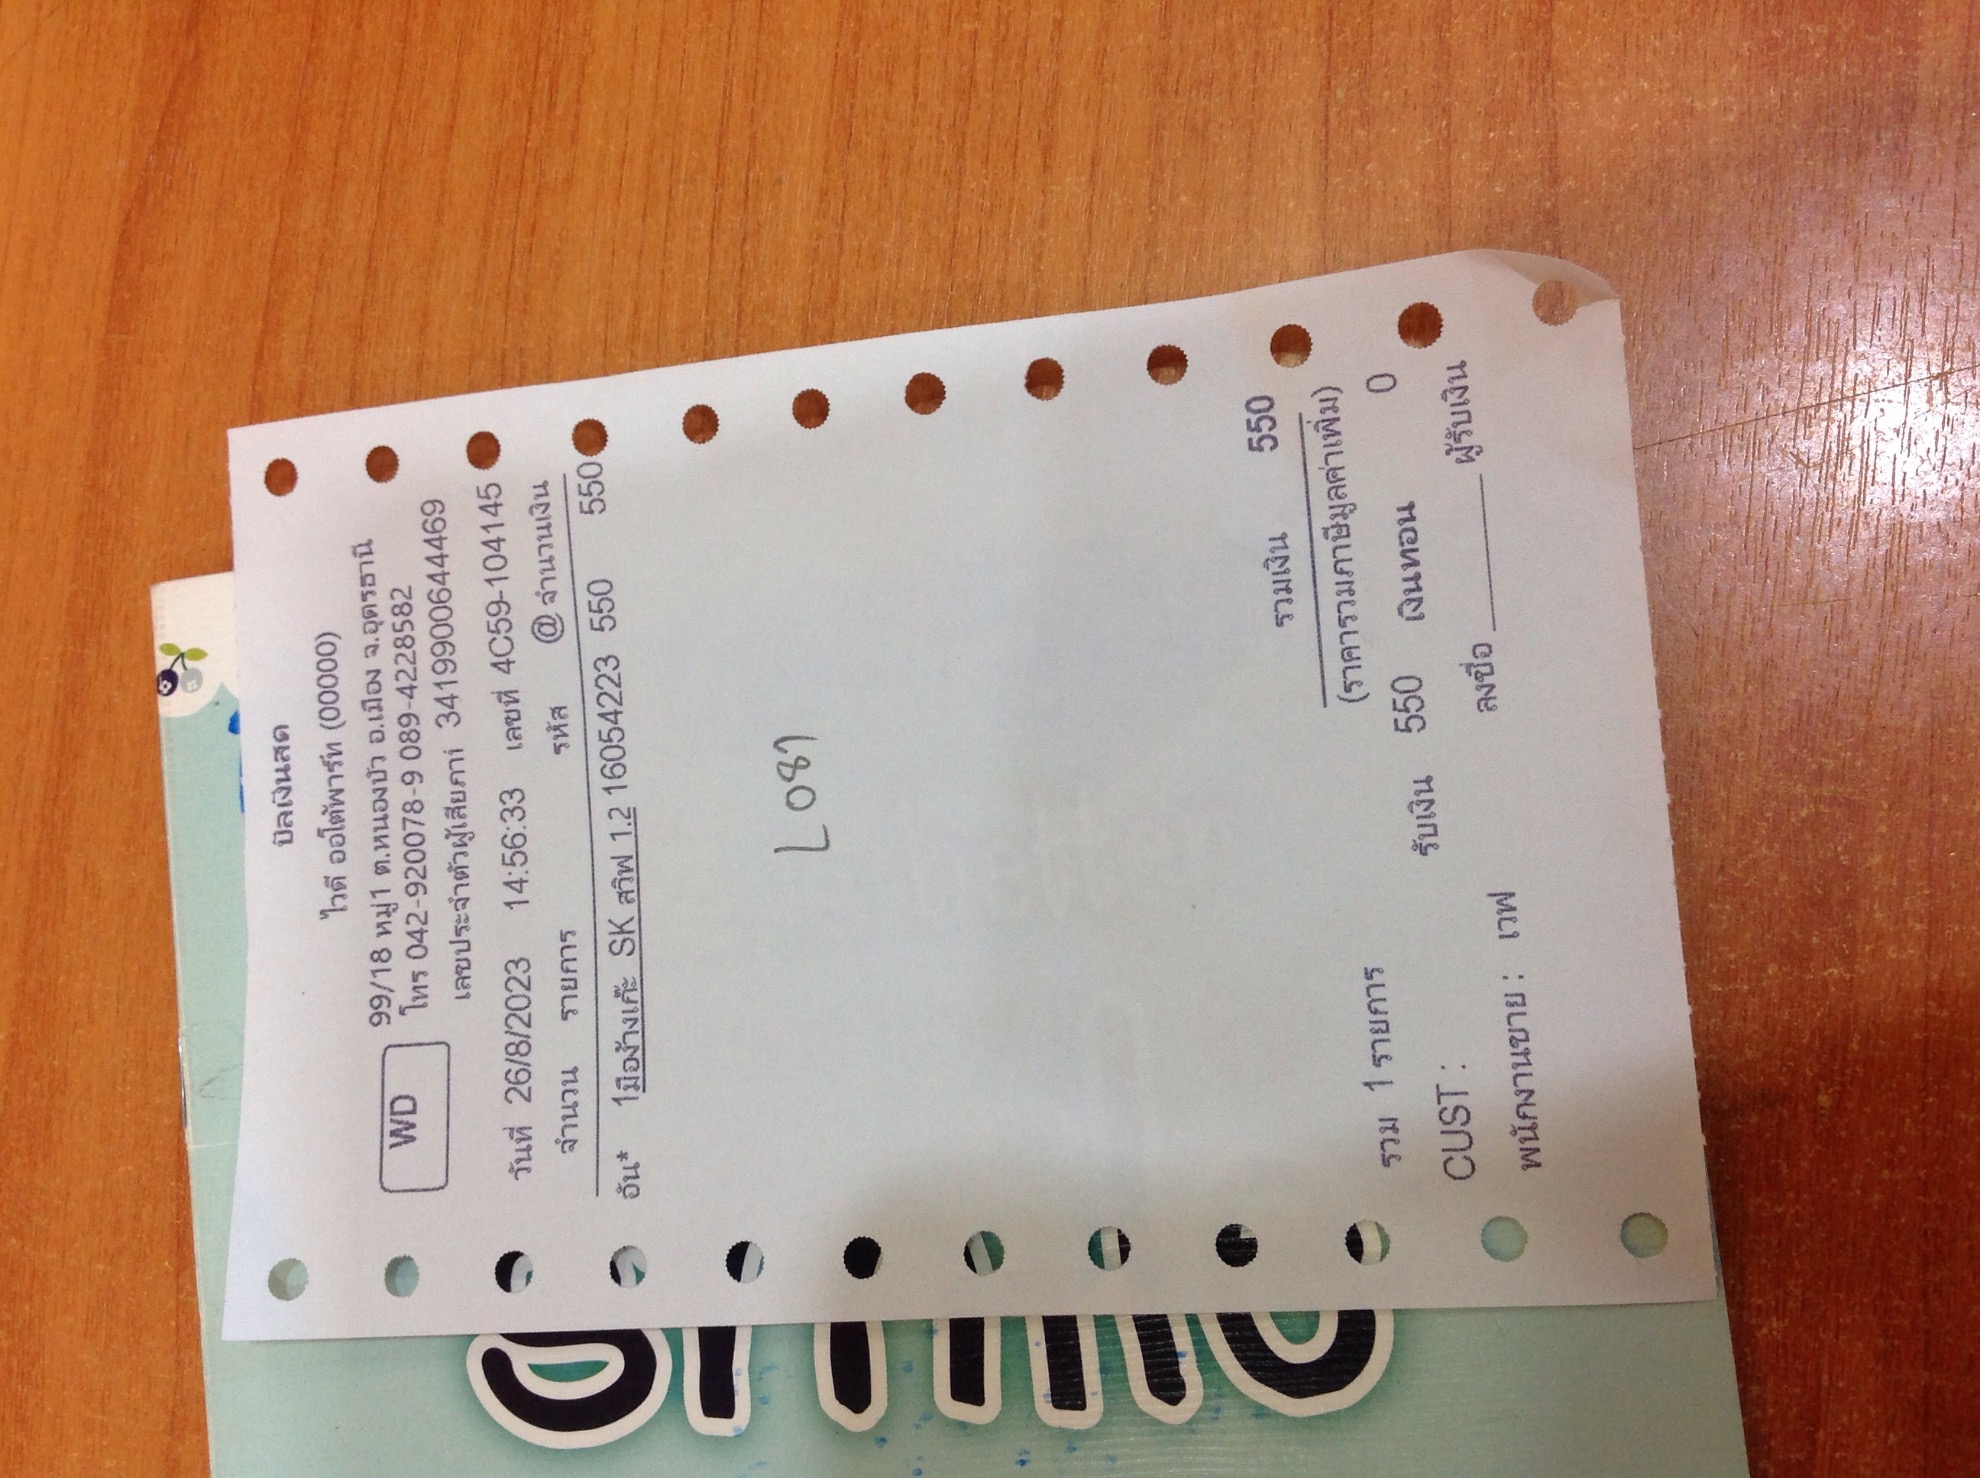 บิลเงินสด
ไวดี ออโต้พาร์ท (00000)
WD
99/18 หมู่1 ต.หนองบัว อ.เมือง จ.อุดรธานี
โทร 042-920078-9 089-4228582
เลขประจำตัวผู้เสียภาษี 3419900644469
วันที่ 26/8/2023 14:56:33 เลขที่ 4C59-104145
จำนวน รายการ รหัส @ จำนวนเงิน
อัน* 1มือง้างเก๊ะ SK สวิฟ 1.2 16054223 550 550
L087
รวมเงิน 550
(ราคารวมภาษีมูลค่าเพิ่ม)
รวม 1 รายการ รับเงิน 550 เงินทอน 0
CUST :
ลงชื่อ ผู้รับเงิน
พนักงานขาย : เวฟ